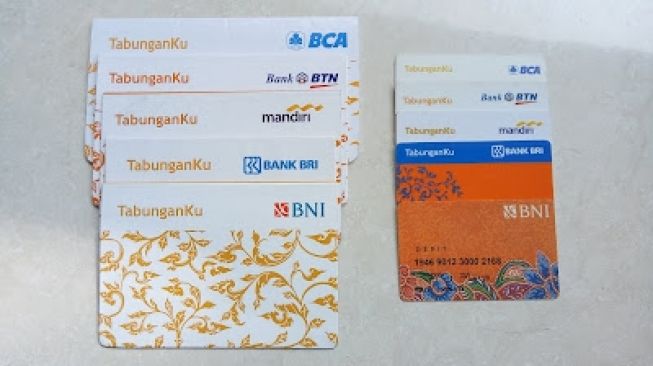 TabunganKu BCA
TabunganKu Bank BTN
TabunganKu mandiri
TabunganKu BANK BRI
TabunganKu BNI
TabunganKu BCA
TabunganKu Bank BTN
TabunganKu mandiri
TabunganKu BANK BRI
BNI
DEBIT
1946 9012 3000 2168